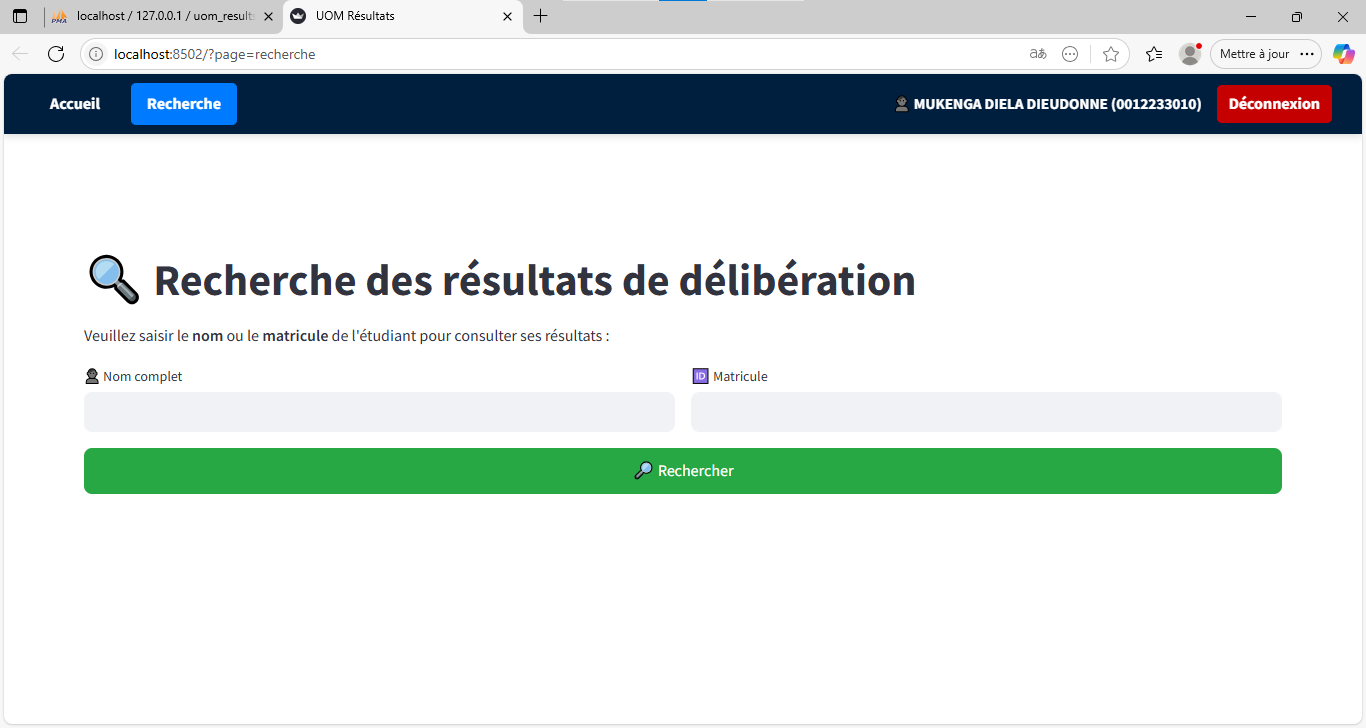 localhost / 127.0.0.1 / uom_result
UOM Résultats
localhost:8502/?page=recherche
Mettre à jour
Accueil
Recherche
MUKENGA DIELA DIEUDONNE (0012233010)
Déconnexion
Recherche des résultats de délibération
Veuillez saisir le nom ou le matricule de l'étudiant pour consulter ses résultats :
Nom complet
ID Matricule
Rechercher